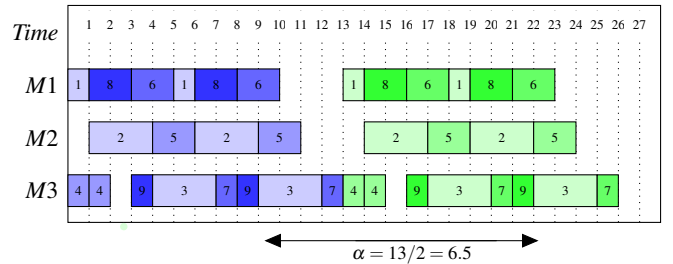 Time 1 2 3 4 5 6 7 8 9 10 11 12 13 14 15 16 17 18 19 20 21 22 23 24 25 26 27
M1 1 8 6 1 8 6 1 8 6 1 8 6
M2 2 5 2 5 2 5 2 5
M3 4 4 9 3 7 9 3 7 4 4 9 3 7 9 3 7
α = 13/2 = 6.5